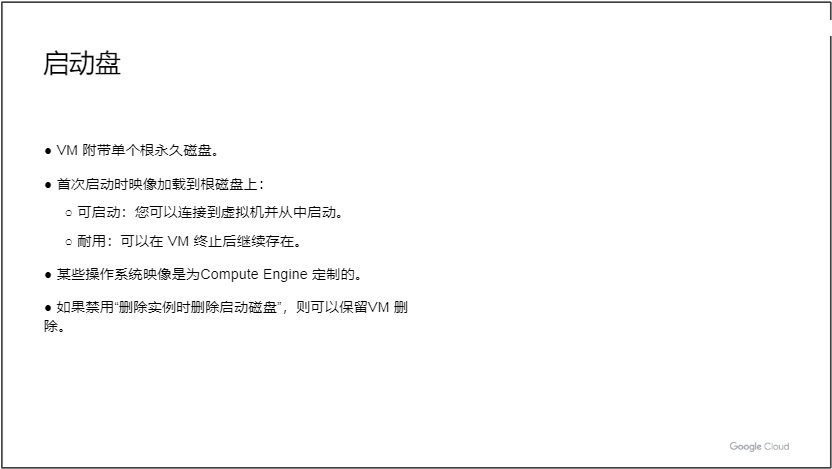 启动盘
● VM 附带单个根永久磁盘。
● 首次启动时映像加载到根磁盘上：
○ 可启动：您可以连接到虚拟机并从中启动。
○ 耐用：可以在 VM 终止后继续存在。
● 某些操作系统映像是为Compute Engine 定制的。
● 如果禁用“删除实例时删除启动磁盘”，则可以保留VM 删
除。
Google Cloud